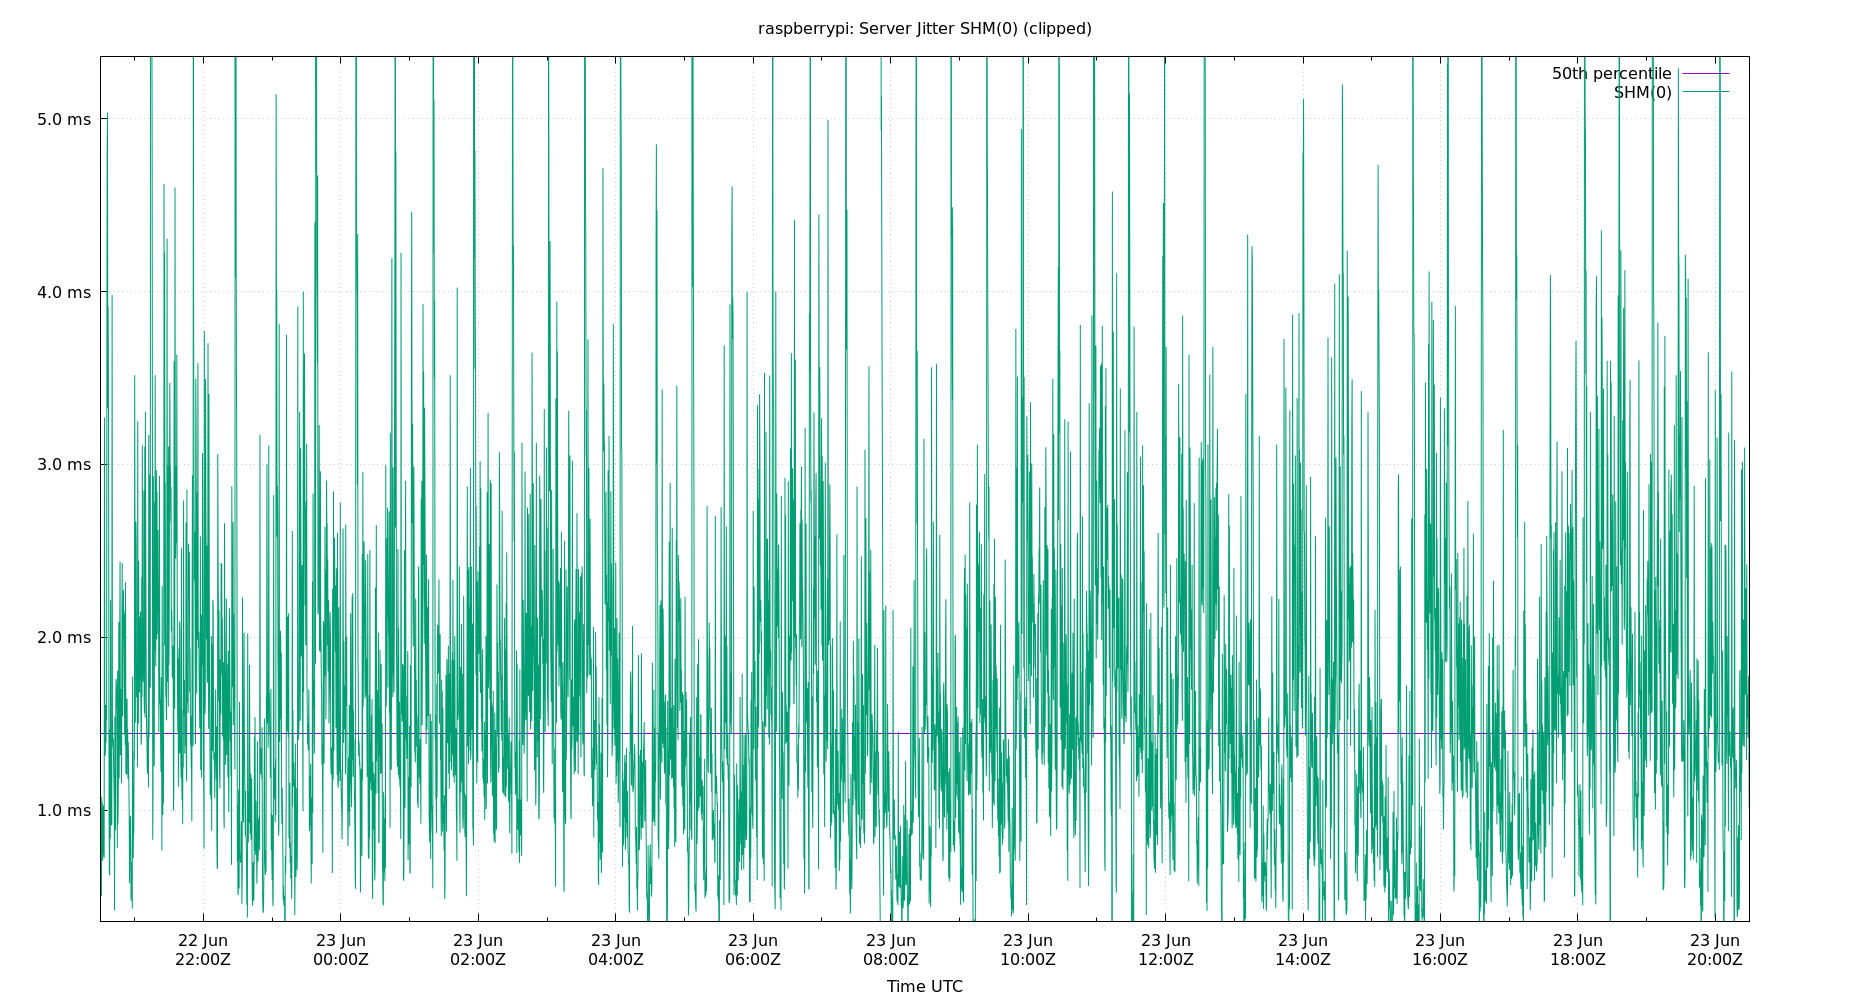 raspberrypi: Server Jitter SHM(0) (clipped)
50th percentile
SHM(0)
5.0 ms
4.0 ms
3.0 ms
2.0 ms
1.0 ms
22 Jun 23 Jun 23 Jun 23 Jun 23 Jun 23 Jun 23 Jun 23 Jun 23 Jun 23 Jun 23 Jun 23 Jun
22:00Z 00:00Z 02:00Z 04:00Z 06:00Z 08:00Z 10:00Z 12:00Z 14:00Z 16:00Z 18:00Z 20:00Z
Time UTC